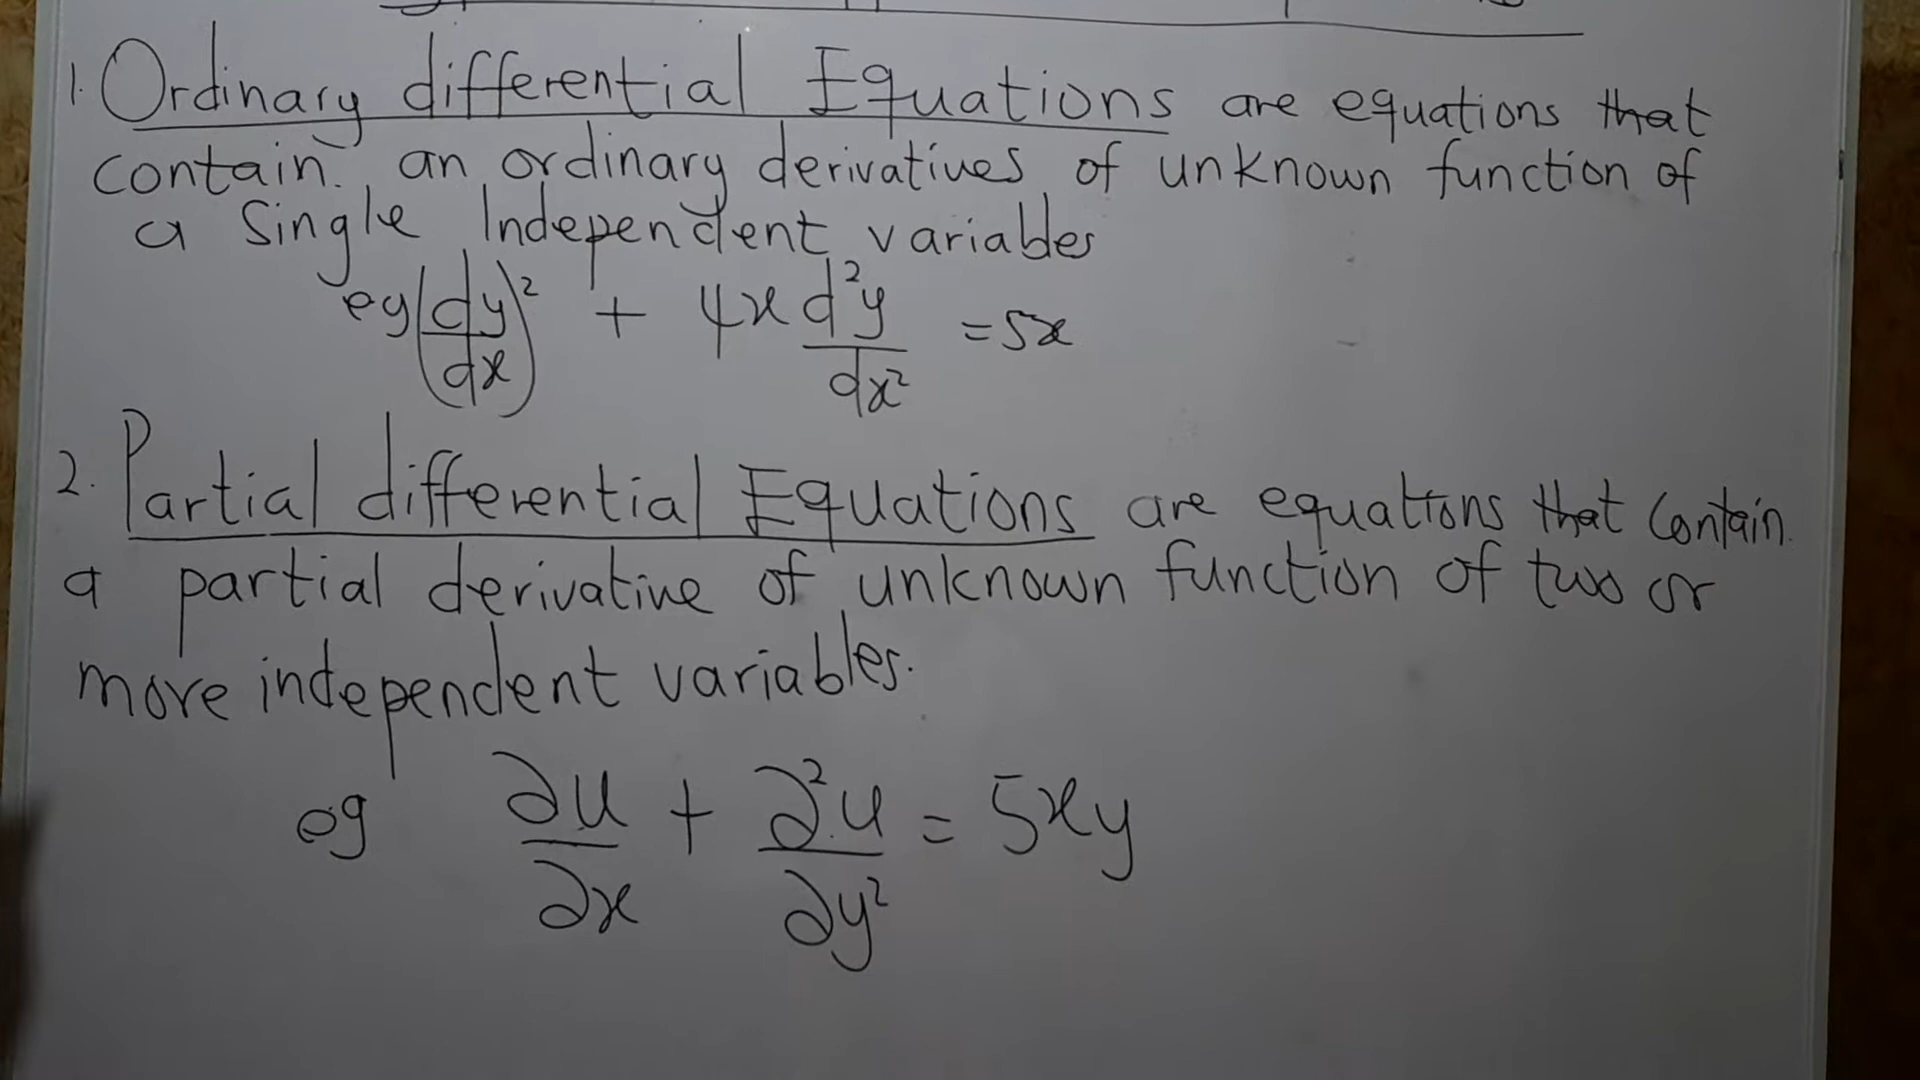 1. Ordinary differential Equations are equations that
contain. an ordinary derivatives of unknown function of
a Single Independent variables
eg (dy/dx)² + 4x d²y/dx² = 5x
2. Partial differential Equations are equations that contain
a partial derivative of unknown function of two or
more independent variables.
eg ∂u/∂x + ∂²u/∂y² = 5xy